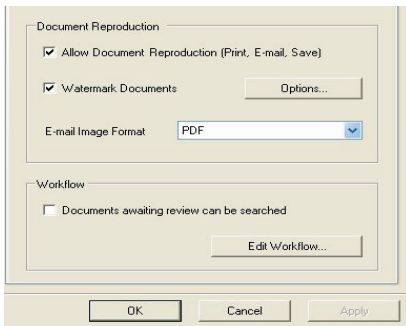 Document Reproduction
Allow Document Reproduction (Print, E-mail, Save)
Watermark Documents Options...
E-mail Image Format PDF
Workflow
Documents awaiting review can be searched
Edit Workflow...
OK Cancel Apply